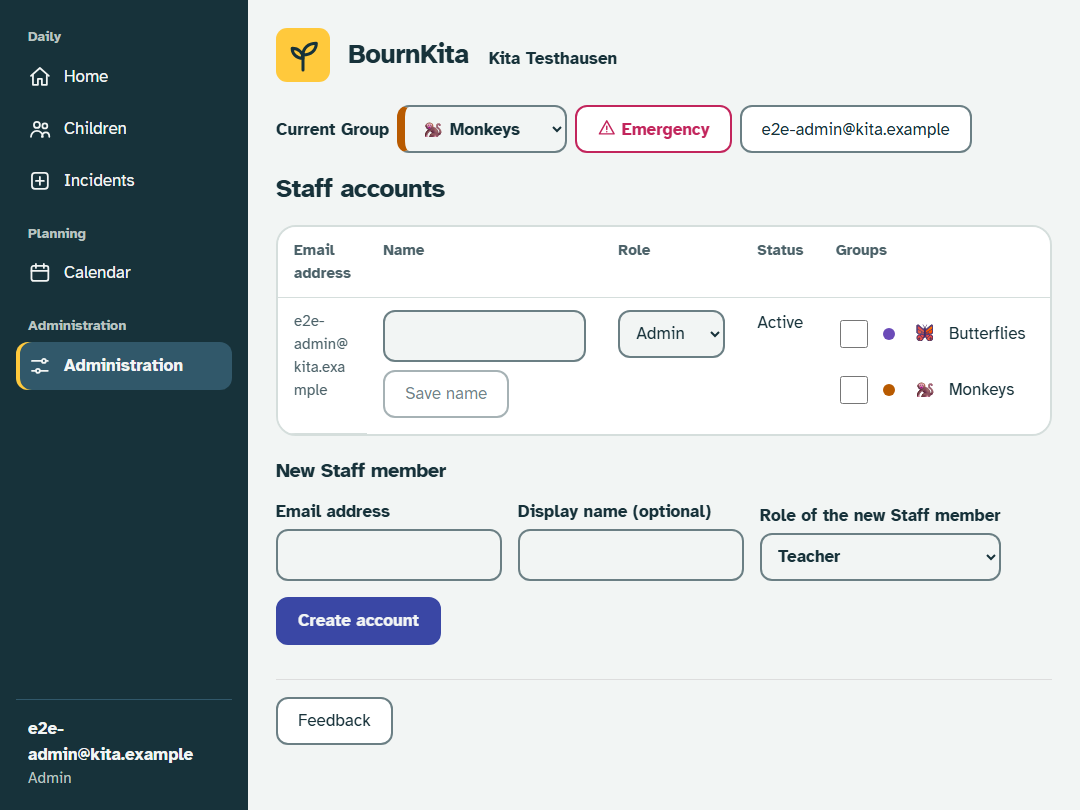 Daily
Home
Children
Incidents
Planning
Calendar
Administration
Administration
e2e-
admin@kita.example
Admin
BournKita Kita Testhausen
Current Group Monkeys Emergency e2e-admin@kita.example
Staff accounts
Email address Name Role Status Groups
e2e-
admin@
kita.exa
mple
Save name
Admin
Active
Butterflies
Monkeys
New Staff member
Email address
Display name (optional)
Role of the new Staff member
Teacher
Create account
Feedback